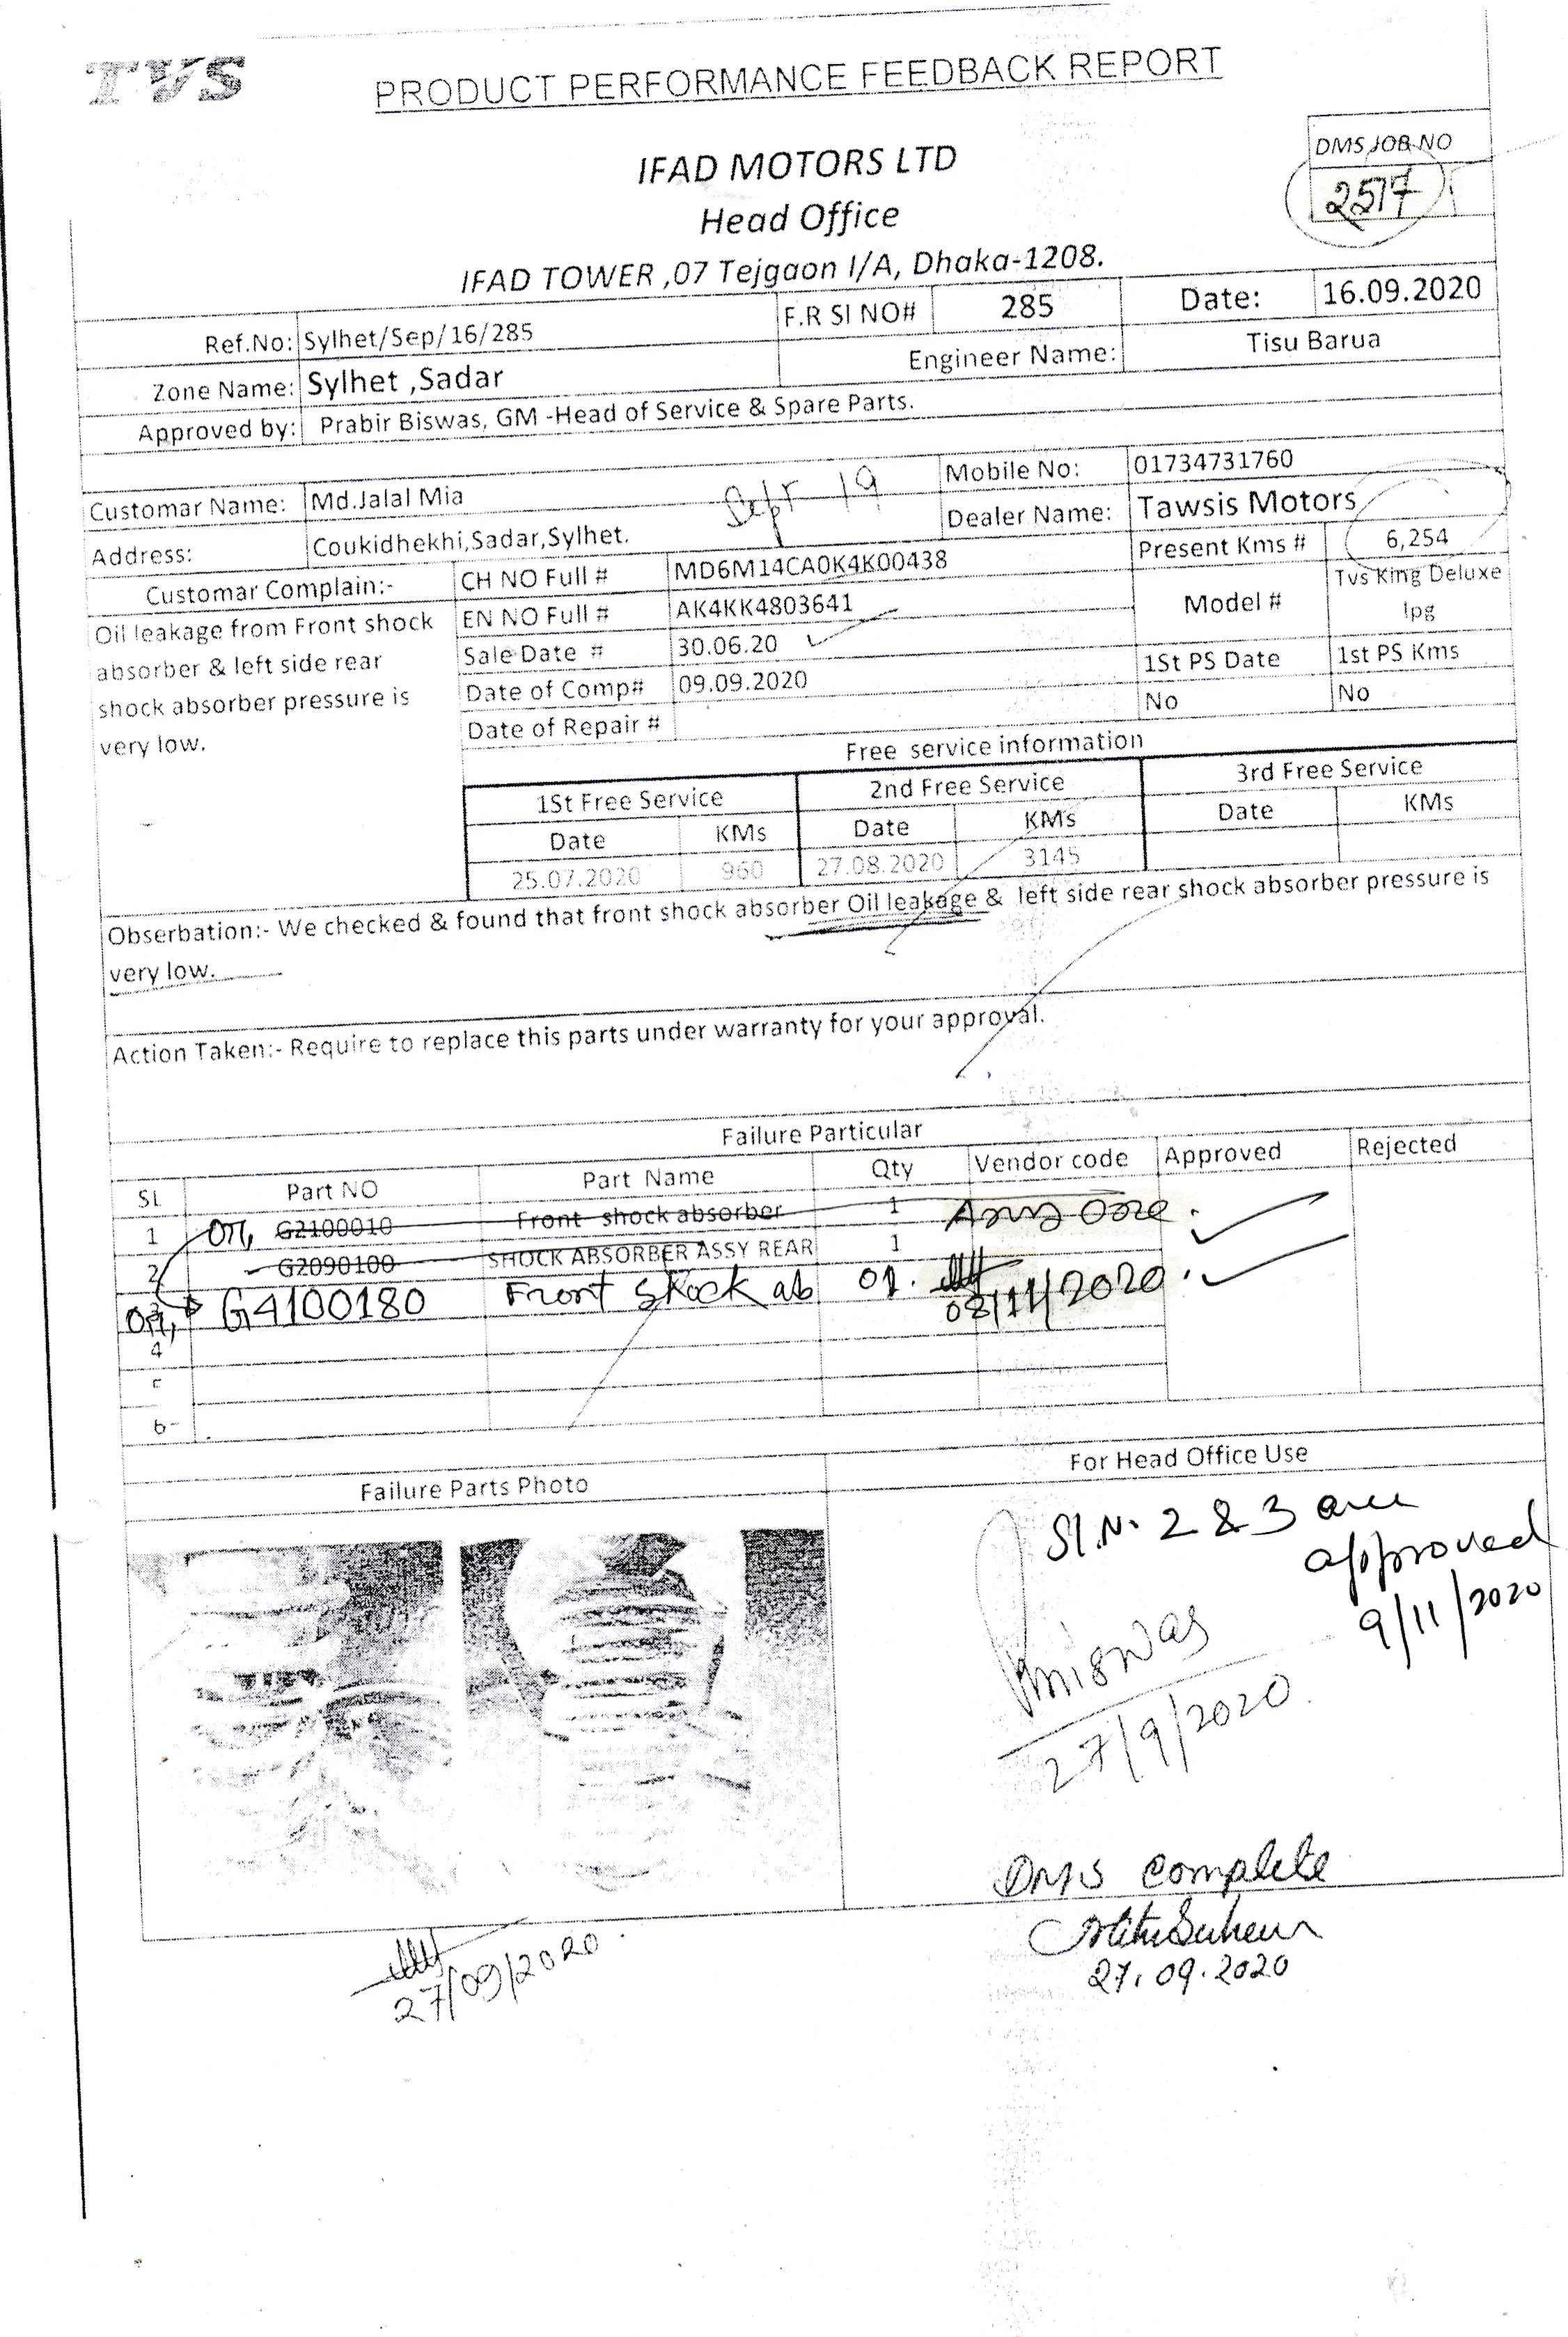 TVS
PRODUCT PERFORMANCE FEEDBACK REPORT
IFAD MOTORS LTD
DMS JOB NO
2517
Head Office
IFAD TOWER ,07 Tejgaon I/A, Dhaka-1208.
Ref.No: Sylhet/Sep/16/285 F.R Sl NO# 285 Date: 16.09.2020
Zone Name: Sylhet ,Sadar Engineer Name: Tisu Barua
Approved by: Prabir Biswas, GM -Head of Service & Spare Parts.
Sept 19
Customar Name: Md.Jalal Mia Mobile No: 01734731760
Address: Coukidhekhi,Sadar,Sylhet. Dealer Name: Tawsis Motors
Customar Complain:- CH NO Full # MD6M14CA0K4K00438 Present Kms # 6,254
Oil leakage from Front shock
absorber & left side rear
shock absorber pressure is
very low.
EN NO Full # AK4KK4803641 Model # Tvs King Deluxe
lpg
Sale Date # 30.06.20 1St PS Date 1st PS Kms
Date of Comp# 09.09.2020 No No
Date of Repair #
Free service information
1St Free Service 2nd Free Service 3rd Free Service
Date KMs Date KMs Date KMs
25.07.2020 960 27.08.2020 3145
Obserbation:- We checked & found that front shock absorber Oil leakage & left side rear shock absorber pressure is
very low.
Action Taken:- Require to replace this parts under warranty for your approval.
Failure Particular
SL Part NO Part Name Qty Vendor code Approved Rejected
1 G2100010 Front shock absorber 1
2 G2090100 SHOCK ABSORBER ASSY REAR 1
3 G4100180 Front Shock ab 01. 08/11/2020.
4
6
Failure Parts Photo For Head Office Use
Sl.N. 2 & 3 are
approved
9/11/2020
Pmiswas
27/9/2020.
DMS complete
27.09.2020
27/09/2020.